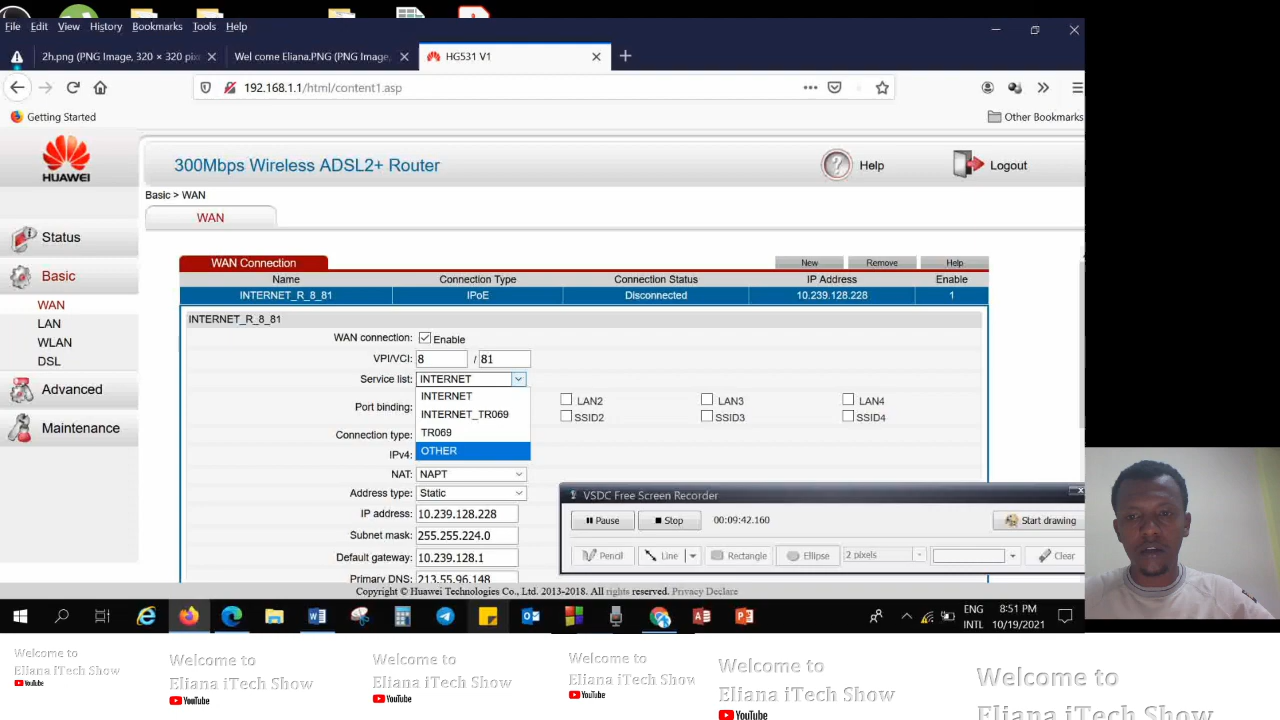 File Edit View History Bookmarks Tools Help
2h.png (PNG Image, 320 × 320 pix
Wel come Eliana.PNG (PNG Image,
HG531 V1
192.168.1.1/html/content1.asp
Getting Started
Other Bookmarks
HUAWEI
300Mbps Wireless ADSL2+ Router
Help
Logout
Basic > WAN
WAN
Status
Basic
WAN
LAN
WLAN
DSL
Advanced
Maintenance
WAN Connection
New Remove Help
Name Connection Type Connection Status IP Address Enable
INTERNET_R_8_81 IPoE Disconnected 10.239.128.228 1
INTERNET_R_8_81
WAN connection: Enable
VPI/VCI: 8 / 81
Service list: INTERNET
INTERNET
INTERNET_TR069
TR069
OTHER
Port binding:
LAN2 LAN3 LAN4
SSID2 SSID3 SSID4
Connection type:
IPv4:
NAT: NAPT
Address type: Static
IP address: 10.239.128.228
Subnet mask: 255.255.224.0
Default gateway: 10.239.128.1
Primary DNS: 213.55.96.148
VSDC Free Screen Recorder
Pause Stop 00:09:42.160 Start drawing
Pencil Line Rectangle Ellipse 2 pixels Clear
Copyright © Huawei Technologies Co., Ltd. 2013-2018. All rights reserved. Privacy Declare
ENG 8:51 PM
INTL 10/19/2021
Welcome to
Eliana iTech Show
YouTube
Welcome to
Eliana iTech Show
YouTube
Welcome to
Eliana iTech Show
YouTube
Welcome to
Eliana iTech Show
YouTube
Welcome to
Eliana iTech Show
YouTube
Welcome to
Eliana iTech Show